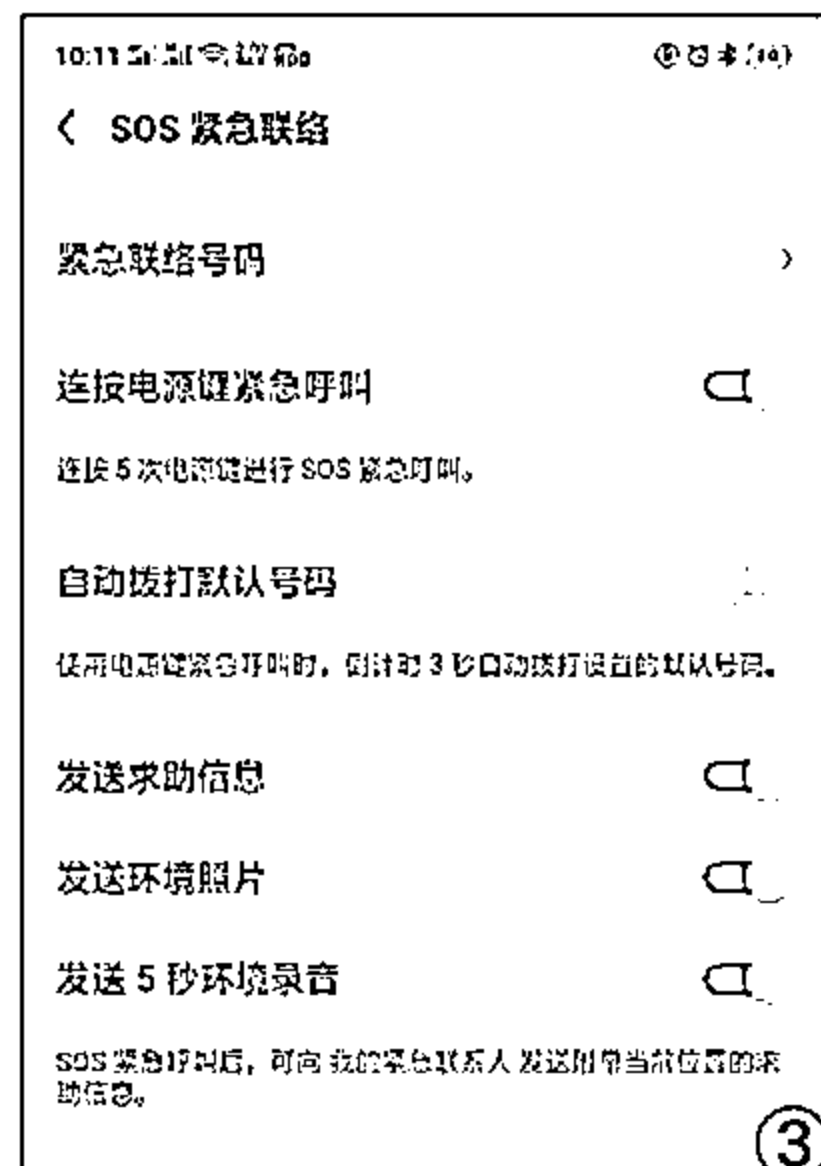 10:11
SOS 紧急联络
紧急联络号码
连按电源键紧急呼叫
连按 5 次电源键进行 SOS 紧急呼叫。
自动拨打默认号码
使用电源键紧急呼叫时，倒计时 3 秒自动拨打设置的默认号码。
发送求助信息
发送环境照片
发送 5 秒环境录音
SOS 紧急呼叫后，可向 我的紧急联系人 发送附带当前位置的求
助信息。
③